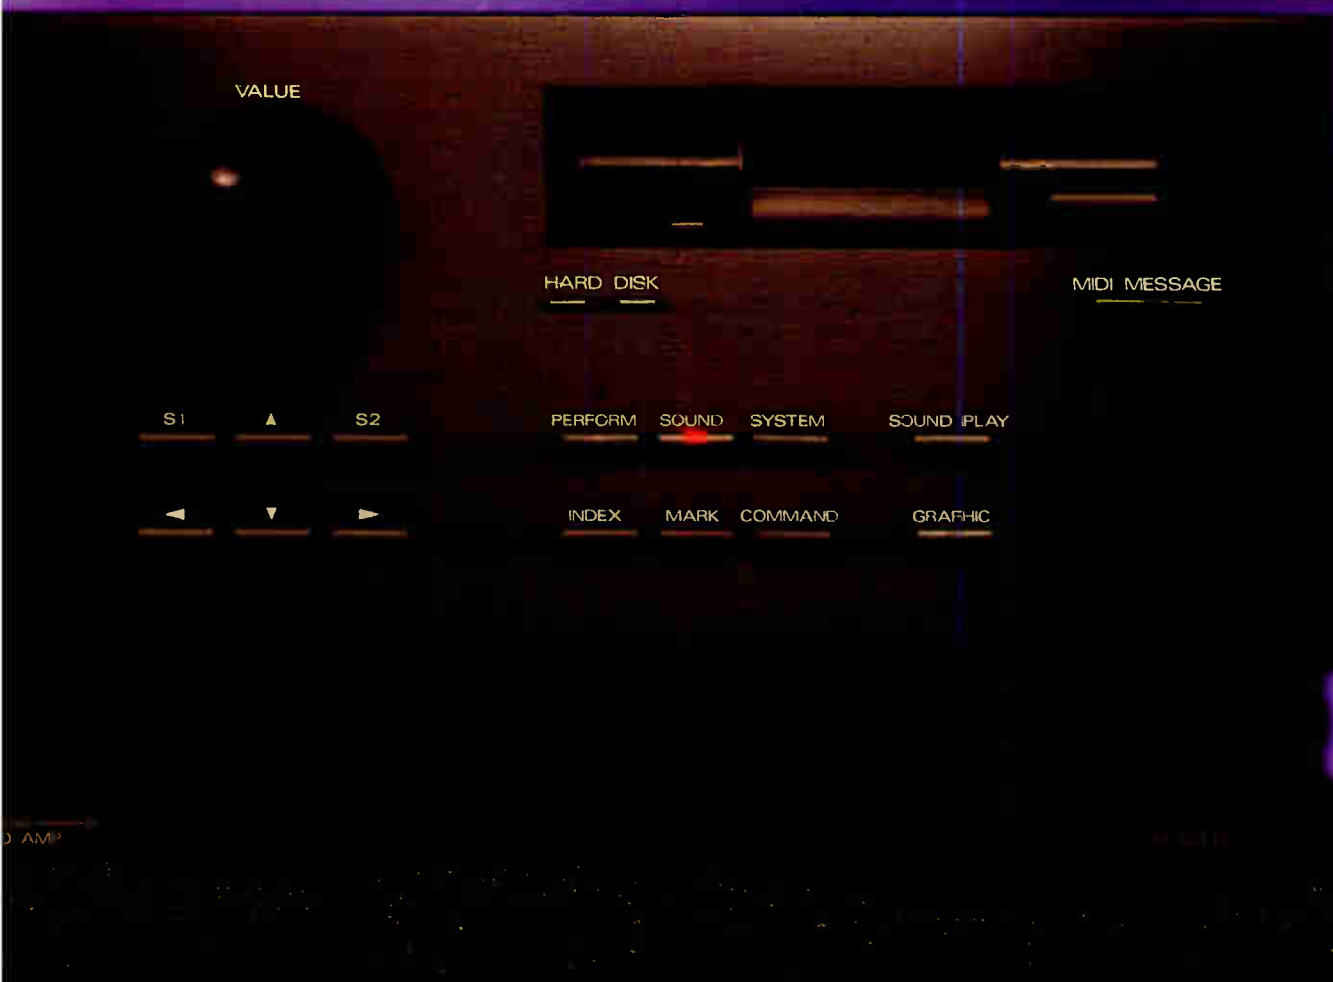 VALUE
HARD DISK
MIDI MESSAGE
S1 ▲ S2
PERFORM SOUND SYSTEM SOUND PLAY
◄ ▼ ►
INDEX MARK COMMAND GRAPHIC
AMP